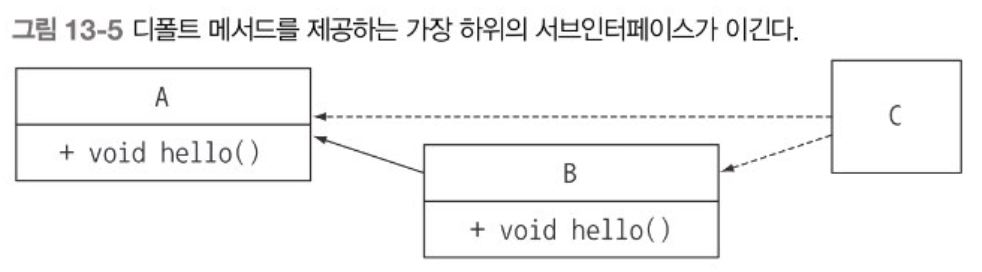 그림 13-5 디폴트 메서드를 제공하는 가장 하위의 서브인터페이스가 이긴다.
A
+ void hello()
B
+ void hello()
C